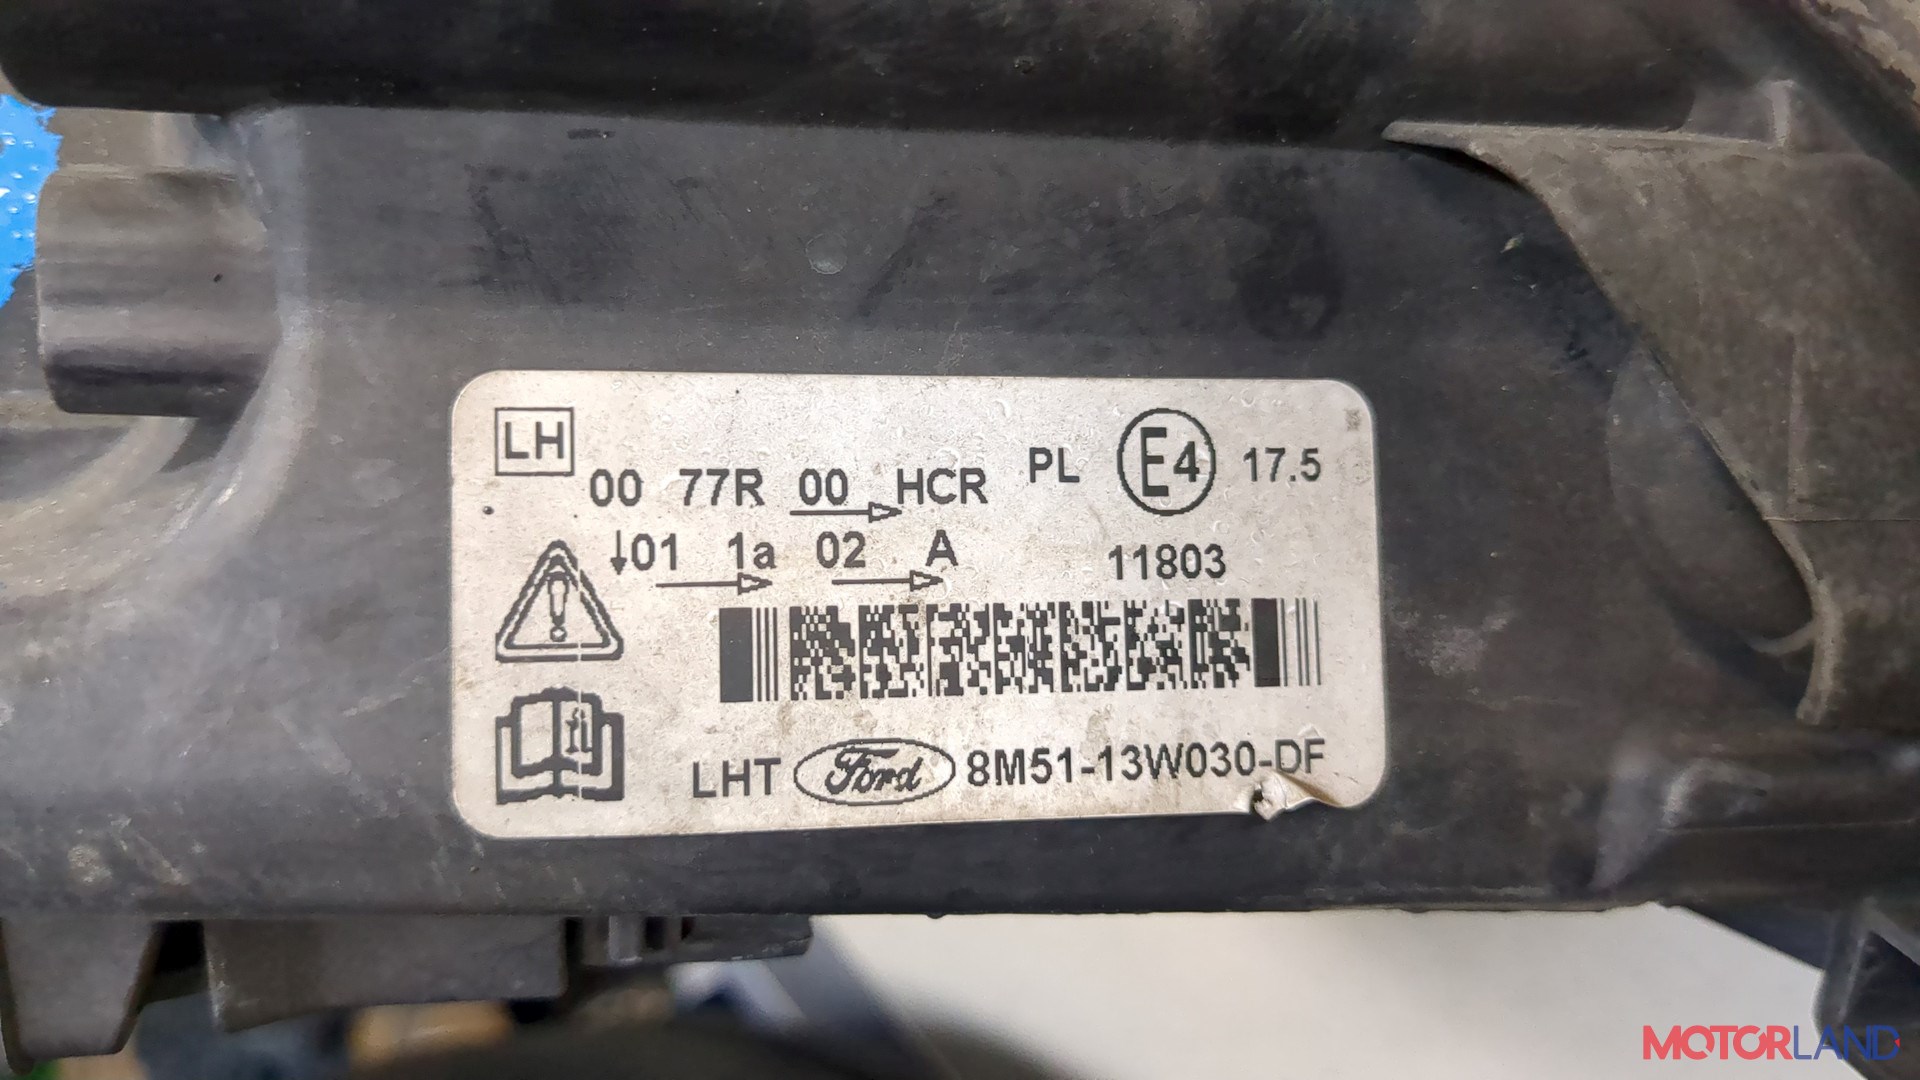 LH
00 77R 00 HCR PL E4 17.5
↓01 1a 02 A 11803
LHT Ford 8M51-13W030-DF
MOTORLAND